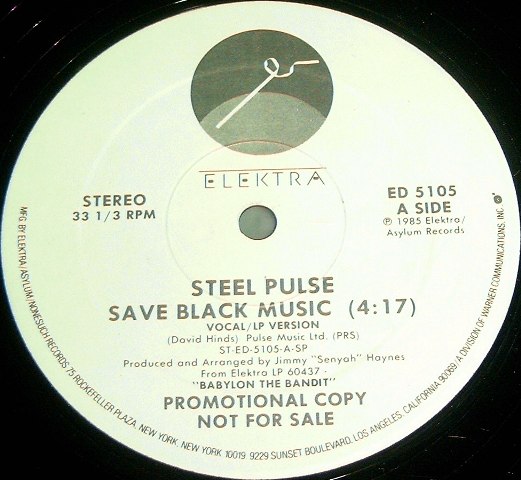 ELEKTRA
STEREO
33 1/3 RPM
ED 5105
A SIDE
℗ 1985 Elektra/
Asylum Records
STEEL PULSE
SAVE BLACK MUSIC (4:17)
VOCAL/LP VERSION
(David Hinds) Pulse Music Ltd. (PRS)
ST-ED-5105-A-SP
Produced and Arranged by Jimmy "Senyah" Haynes
From Elektra LP 60437 -
"BABYLON THE BANDIT"
PROMOTIONAL COPY
NOT FOR SALE
MFG. BY ELEKTRA/ASYLUM/NONESUCH RECORDS 75 ROCKEFELLER PLAZA, NEW YORK, NEW YORK 10019. 9229 SUNSET BOULEVARD, LOS ANGELES, CALIFORNIA 90069 A DIVISION OF WARNER COMMUNICATIONS, INC.